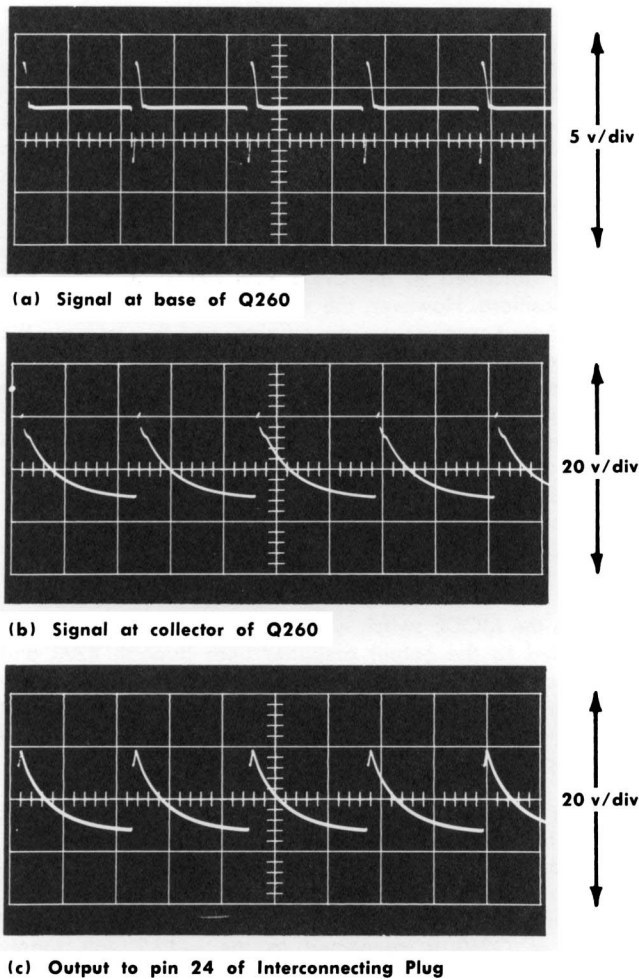 5 v/div
(a) Signal at base of Q260
20 v/div
(b) Signal at collector of Q260
20 v/div
(c) Output to pin 24 of Interconnecting Plug